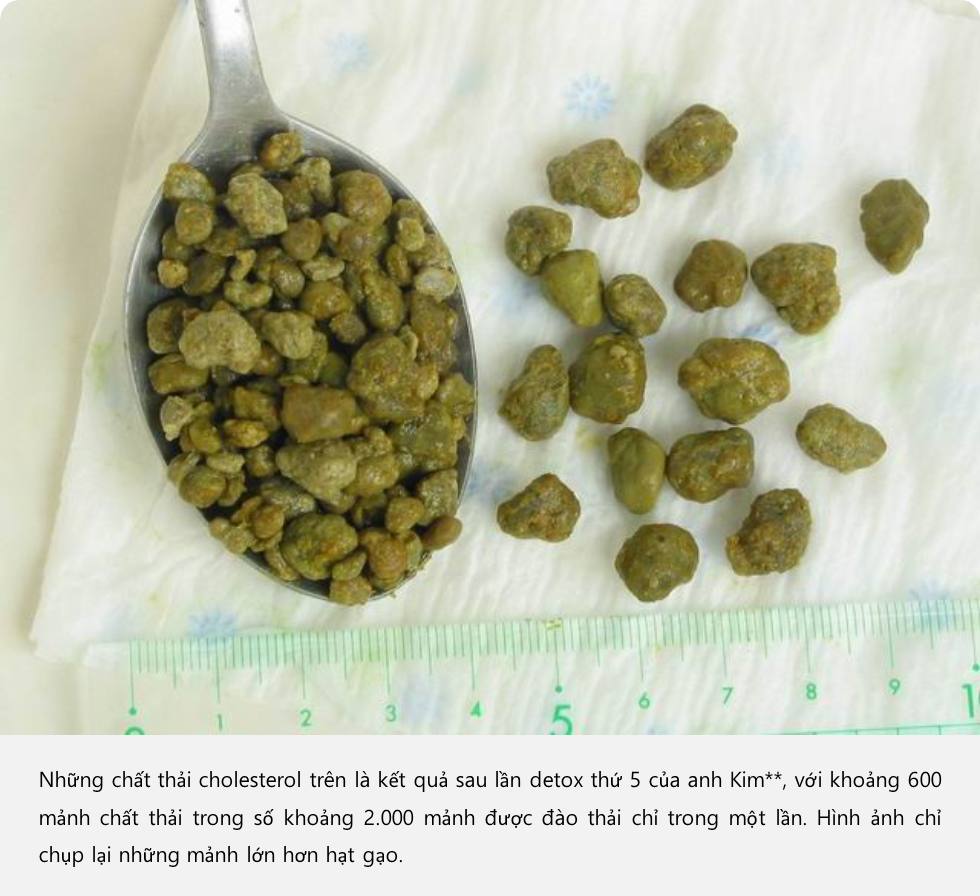 0 1 2 3 4 5 6 7 8 9
Những chất thải cholesterol trên là kết quả sau lần detox thứ 5 của anh Kim**, với khoảng 600
mảnh chất thải trong số khoảng 2.000 mảnh được đào thải chỉ trong một lần. Hình ảnh chỉ
chụp lại những mảnh lớn hơn hạt gạo.